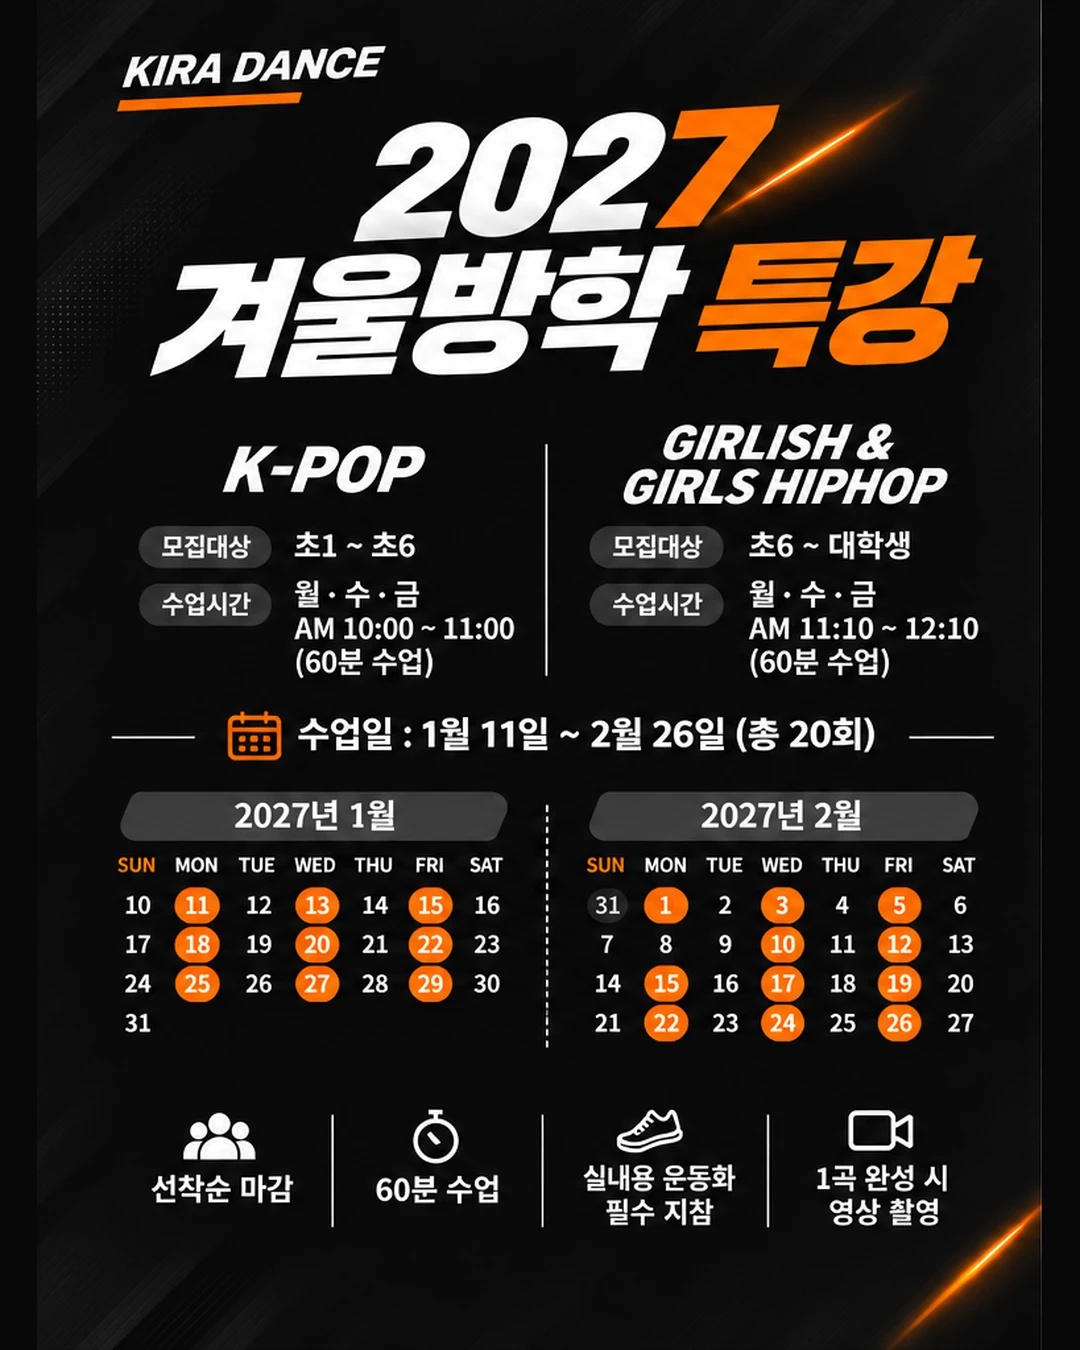 KIRA DANCE
2027
겨울방학 특강
K-POP
모집대상 초1 ~ 초6
수업시간 월 · 수 · 금
AM 10:00 ~ 11:00
(60분 수업)
GIRLISH &
GIRLS HIPHOP
모집대상 초6 ~ 대학생
수업시간 월 · 수 · 금
AM 11:10 ~ 12:10
(60분 수업)
수업일 : 1월 11일 ~ 2월 26일 (총 20회)
2027년 1월
SUN MON TUE WED THU FRI SAT
10 11 12 13 14 15 16
17 18 19 20 21 22 23
24 25 26 27 28 29 30
31
2027년 2월
SUN MON TUE WED THU FRI SAT
31 1 2 3 4 5 6
7 8 9 10 11 12 13
14 15 16 17 18 19 20
21 22 23 24 25 26 27
선착순 마감
60분 수업
실내용 운동화
필수 지참
1곡 완성 시
영상 촬영